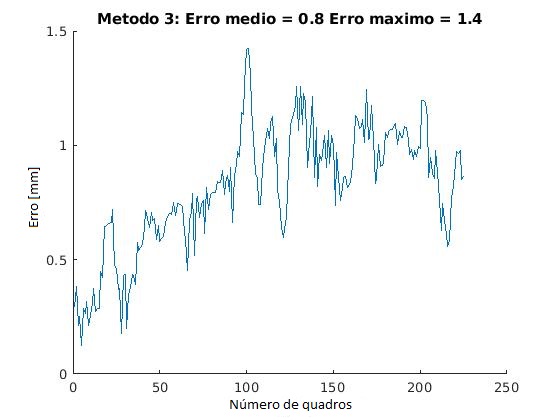 Metodo 3: Erro medio = 0.8 Erro maximo = 1.4
1.5
1
0.5
0
Erro [mm]
0 50 100 150 200 250
Número de quadros